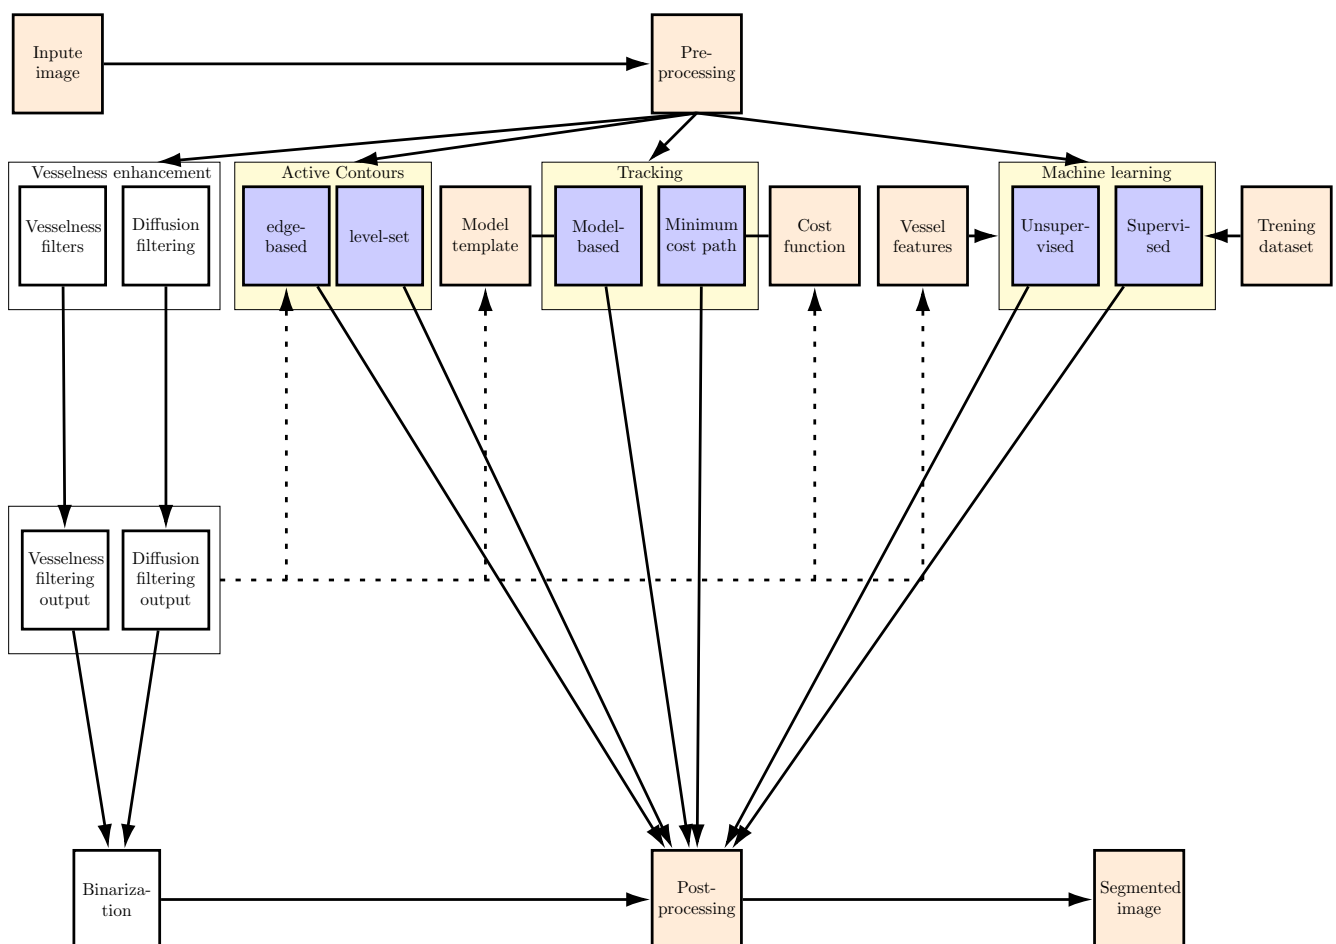 Inpute
image
Pre-
processing
Vesselness enhancement
Active Contours
Tracking
Machine learning
Vesselness
filters
Diffusion
filtering
edge-
based
level-set
Model
template
Model-
based
Minimum
cost path
Cost
function
Vessel
features
Unsuper-
vised
Supervi-
sed
Trening
dataset
Vesselness
filtering
output
Diffusion
filtering
output
Binariza-
tion
Post-
processing
Segmented
image